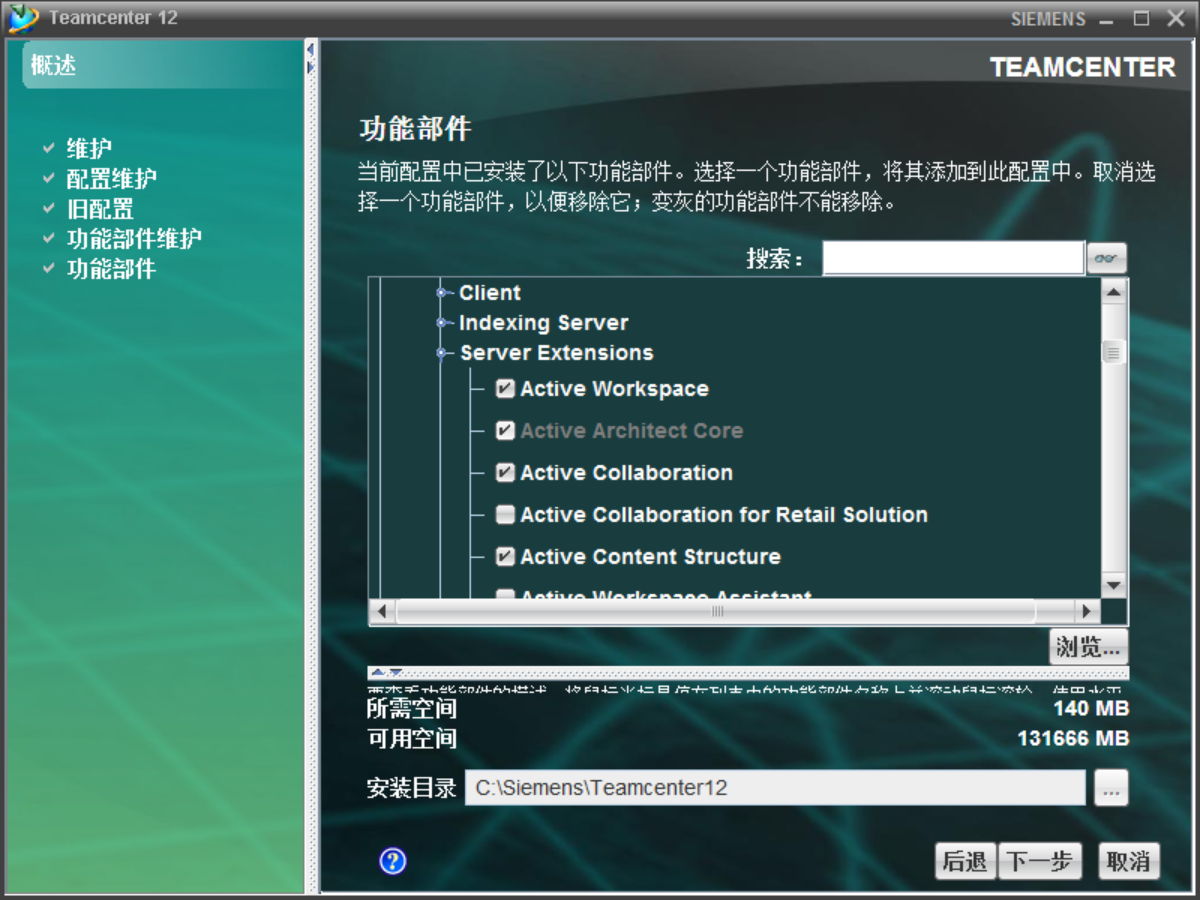 Teamcenter 12
SIEMENS
概述
维护
配置维护
旧配置
功能部件维护
功能部件
TEAMCENTER
功能部件
当前配置中已安装了以下功能部件。选择一个功能部件，将其添加到此配置中。取消选
择一个功能部件，以便移除它；变灰的功能部件不能移除。
搜索：
Client
Indexing Server
Server Extensions
Active Workspace
Active Architect Core
Active Collaboration
Active Collaboration for Retail Solution
Active Content Structure
Active Workspace Assistant
浏览...
所需空间 140 MB
可用空间 131666 MB
安装目录 C:\Siemens\Teamcenter12 ...
后退 下一步 取消